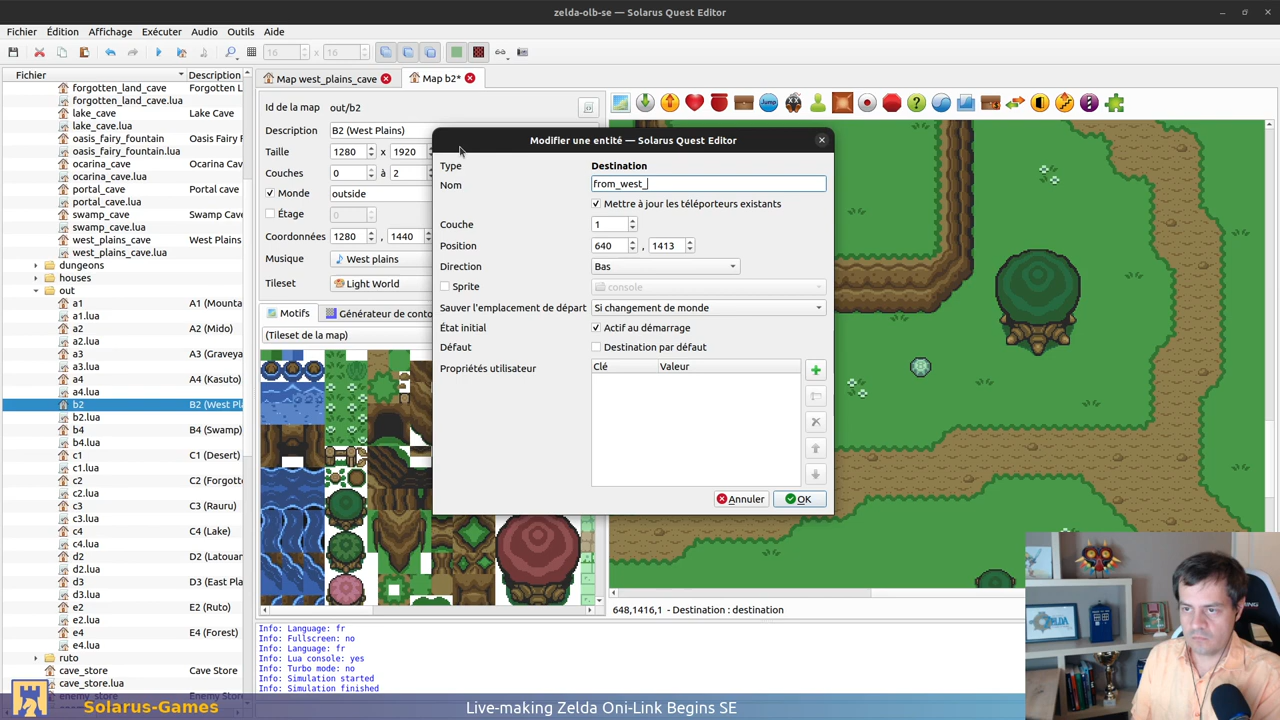 zelda-olb-se — Solarus Quest Editor
Fichier Édition Affichage Exécuter Audio Outils Aide
16 x 16
Fichier Description
forgotten_land_cave Forgotten L
forgotten_land_cave.lua
lake_cave Lake Cave
lake_cave.lua
oasis_fairy_fountain Oasis Fairy F
oasis_fairy_fountain.lua
ocarina_cave Ocarina Cav
ocarina_cave.lua
portal_cave Portal Cave
portal_cave.lua
swamp_cave Swamp Cave
swamp_cave.lua
west_plains_cave West Plains
west_plains_cave.lua
dungeons
houses
out
a1 A1 (Mounta
a1.lua
a2 A2 (Mido)
a2.lua
a3 A3 (Graveya
a3.lua
a4 A4 (Kasuto)
a4.lua
b2 B2 (West Pla
b2.lua
b4 B4 (Swamp)
b4.lua
c1 C1 (Desert)
c1.lua
c2 C2 (Forgott
c2.lua
c3 C3 (Rauru)
c3.lua
c4 C4 (Lake)
c4.lua
d2 D2 (Latouan
d2.lua
d3 D3 (East Pla
d3.lua
e2 E2 (Ruto)
e2.lua
e4 E4 (Forest)
e4.lua
ruto
cave_store Cave Store
cave_store.lua
Map west_plains_cave Map b2*
Id de la map out/b2
Description B2 (West Plains)
Taille 1280 x 1920
Couches 0 à 2
Monde outside
Étage 0
Coordonnées 1280 , 1440
Musique West plains
Tileset Light World
Motifs Générateur de conto
(Tileset de la map)
Jump
Modifier une entité — Solarus Quest Editor
Type Destination
Nom from_west_
Mettre à jour les téléporteurs existants
Couche 1
Position 640 , 1413
Direction Bas
Sprite console
Sauver l'emplacement de départ Si changement de monde
État initial Actif au démarrage
Défaut Destination par défaut
Propriétés utilisateur Clé Valeur
Annuler OK
648,1416,1 - Destination : destination
Info: Language: fr
Info: Fullscreen: no
Info: Language: fr
Info: Lua console: yes
Info: Turbo mode: no
Info: Simulation started
Info: Simulation finished
Solarus-Games Live-making Zelda Oni-Link Begins SE